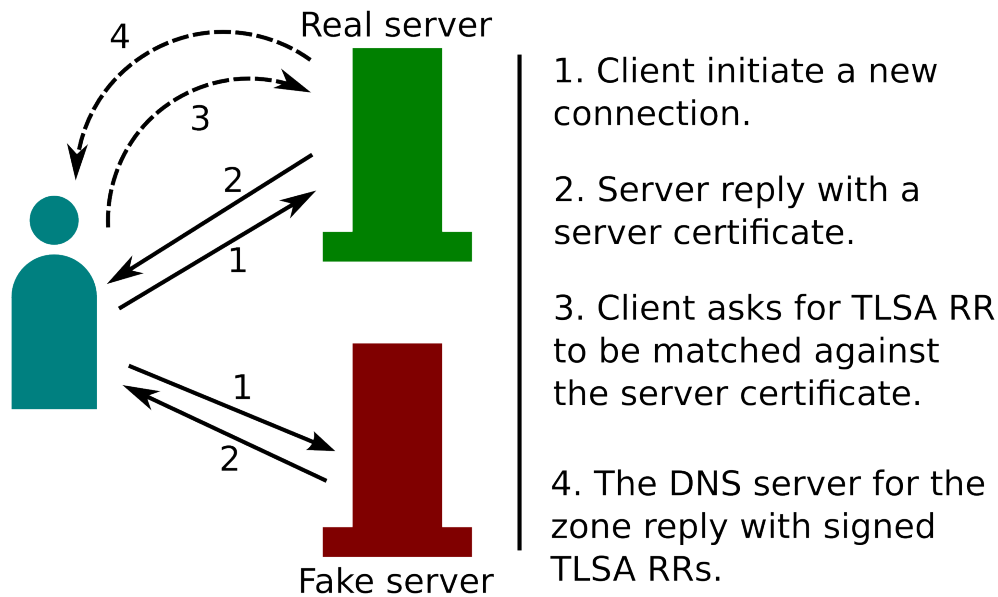 Real server
4
3
2
1
1
2
Fake server
1. Client initiate a new
connection.
2. Server reply with a
server certificate.
3. Client asks for TLSA RR
to be matched against
the server certificate.
4. The DNS server for the
zone reply with signed
TLSA RRs.